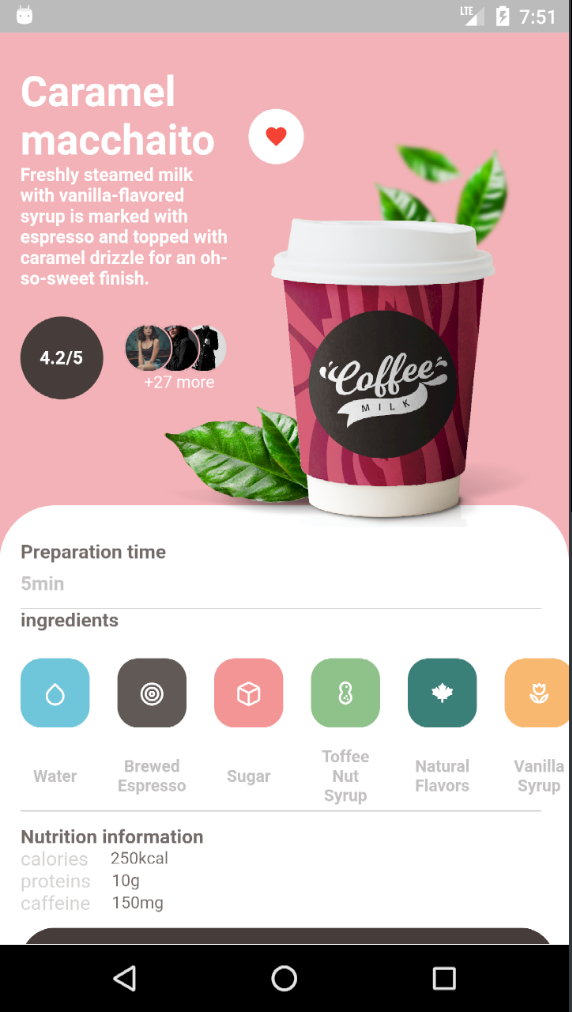 LTE 7:51
Caramel
macchaito
Freshly steamed milk
with vanilla-flavored
syrup is marked with
espresso and topped with
caramel drizzle for an oh-
so-sweet finish.
4.2/5
+27 more
Coffee
MILK
Preparation time
5min
ingredients
Water
Brewed
Espresso
Sugar
Toffee
Nut
Syrup
Natural
Flavors
Vanilla
Syrup
Nutrition information
calories 250kcal
proteins 10g
caffeine 150mg